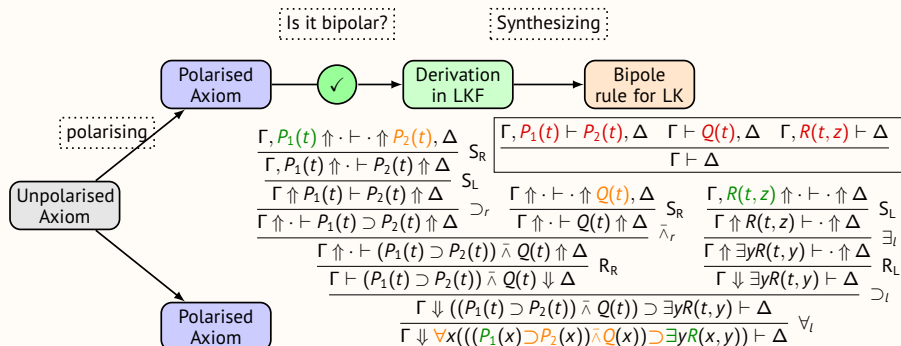 Is it bipolar?
Synthesizing
Polarised Axiom
✓
Derivation in LKF
Bipole rule for LK
polarising
Unpolarised Axiom
Polarised Axiom
Γ, P₁(t) ⊢ P₂(t), Δ   Γ ⊢ Q(t), Δ   Γ, R(t, z) ⊢ Δ
Γ ⊢ Δ
Γ, P₁(t) ⇑ · ⊢ · ⇑ P₂(t), Δ
S_R
Γ, P₁(t) ⇑ · ⊢ P₂(t) ⇑ Δ
S_L
Γ ⇑ P₁(t) ⊢ P₂(t) ⇑ Δ
⊃_r
Γ ⇑ · ⊢ P₁(t) ⊃ P₂(t) ⇑ Δ
Γ ⇑ · ⊢ · ⇑ Q(t), Δ
S_R
Γ ⇑ · ⊢ Q(t) ⇑ Δ
∧̄_r
Γ, R(t, z) ⇑ · ⊢ · ⇑ Δ
S_L
Γ ⇑ R(t, z) ⊢ · ⇑ Δ
∃_l
Γ ⇑ · ⊢ (P₁(t) ⊃ P₂(t)) ∧̄ Q(t) ⇑ Δ
R_R
Γ ⊢ (P₁(t) ⊃ P₂(t)) ∧̄ Q(t) ⇓ Δ
Γ ⇑ ∃yR(t, y) ⊢ · ⇑ Δ
R_L
Γ ⇓ ∃yR(t, y) ⊢ Δ
⊃_l
Γ ⇓ ((P₁(t) ⊃ P₂(t)) ∧̄ Q(t)) ⊃ ∃yR(t, y) ⊢ Δ
∀_l
Γ ⇓ ∀x(((P₁(x)⊃P₂(x))∧̄Q(x))⊃∃yR(x, y)) ⊢ Δ